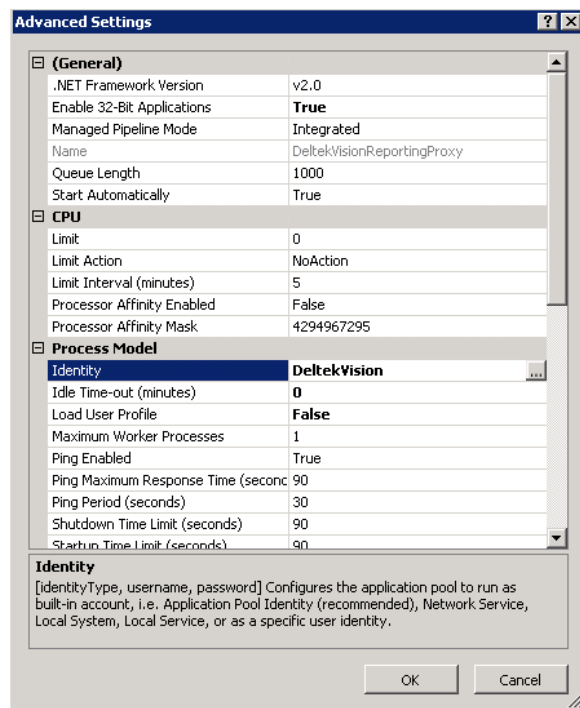 Advanced Settings
(General)
.NET Framework Version v2.0
Enable 32-Bit Applications True
Managed Pipeline Mode Integrated
Name DeltekVisionReportingProxy
Queue Length 1000
Start Automatically True
CPU
Limit 0
Limit Action NoAction
Limit Interval (minutes) 5
Processor Affinity Enabled False
Processor Affinity Mask 4294967295
Process Model
Identity DeltekVision ...
Idle Time-out (minutes) 0
Load User Profile False
Maximum Worker Processes 1
Ping Enabled True
Ping Maximum Response Time (seconc 90
Ping Period (seconds) 30
Shutdown Time Limit (seconds) 90
Startup Time Limit (seconds) 90
Identity
[identityType, username, password] Configures the application pool to run as
built-in account, i.e. Application Pool Identity (recommended), Network Service,
Local System, Local Service, or as a specific user identity.
OK Cancel